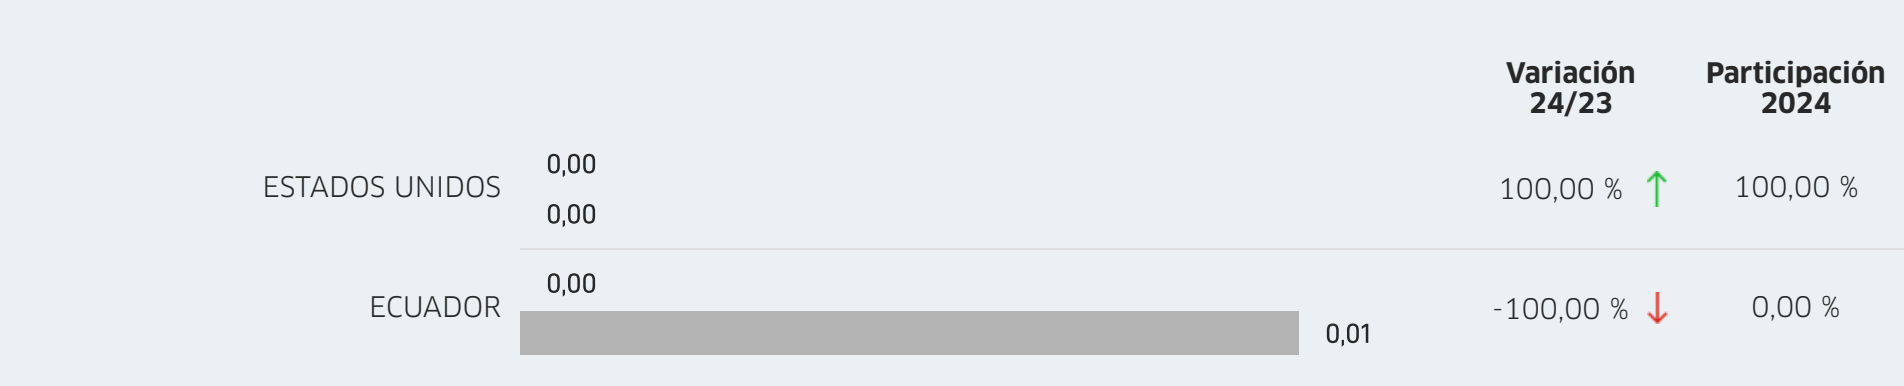 Variación Participación
24/23 2024
0,00
ESTADOS UNIDOS 100,00 % 100,00 %
0,00
0,00
ECUADOR -100,00 % 0,00 %
0,01